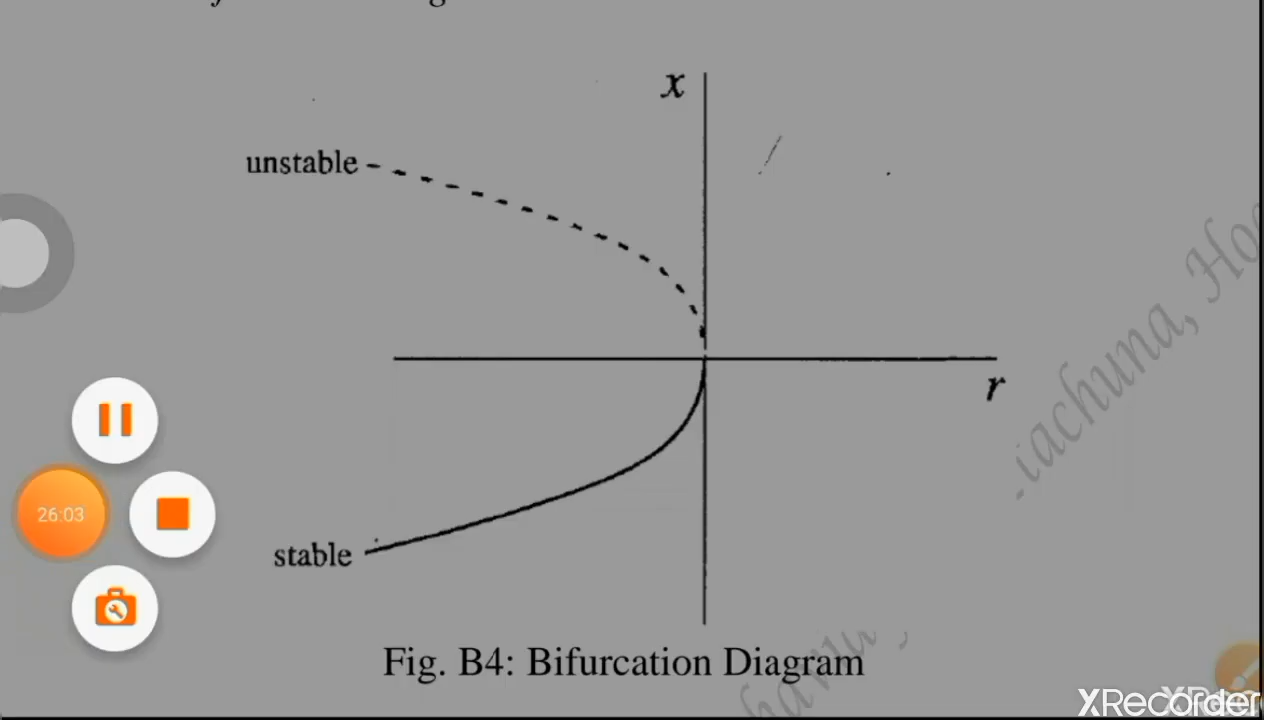 x
unstable
r
26:03
stable
Fig. B4: Bifurcation Diagram
XRecorder